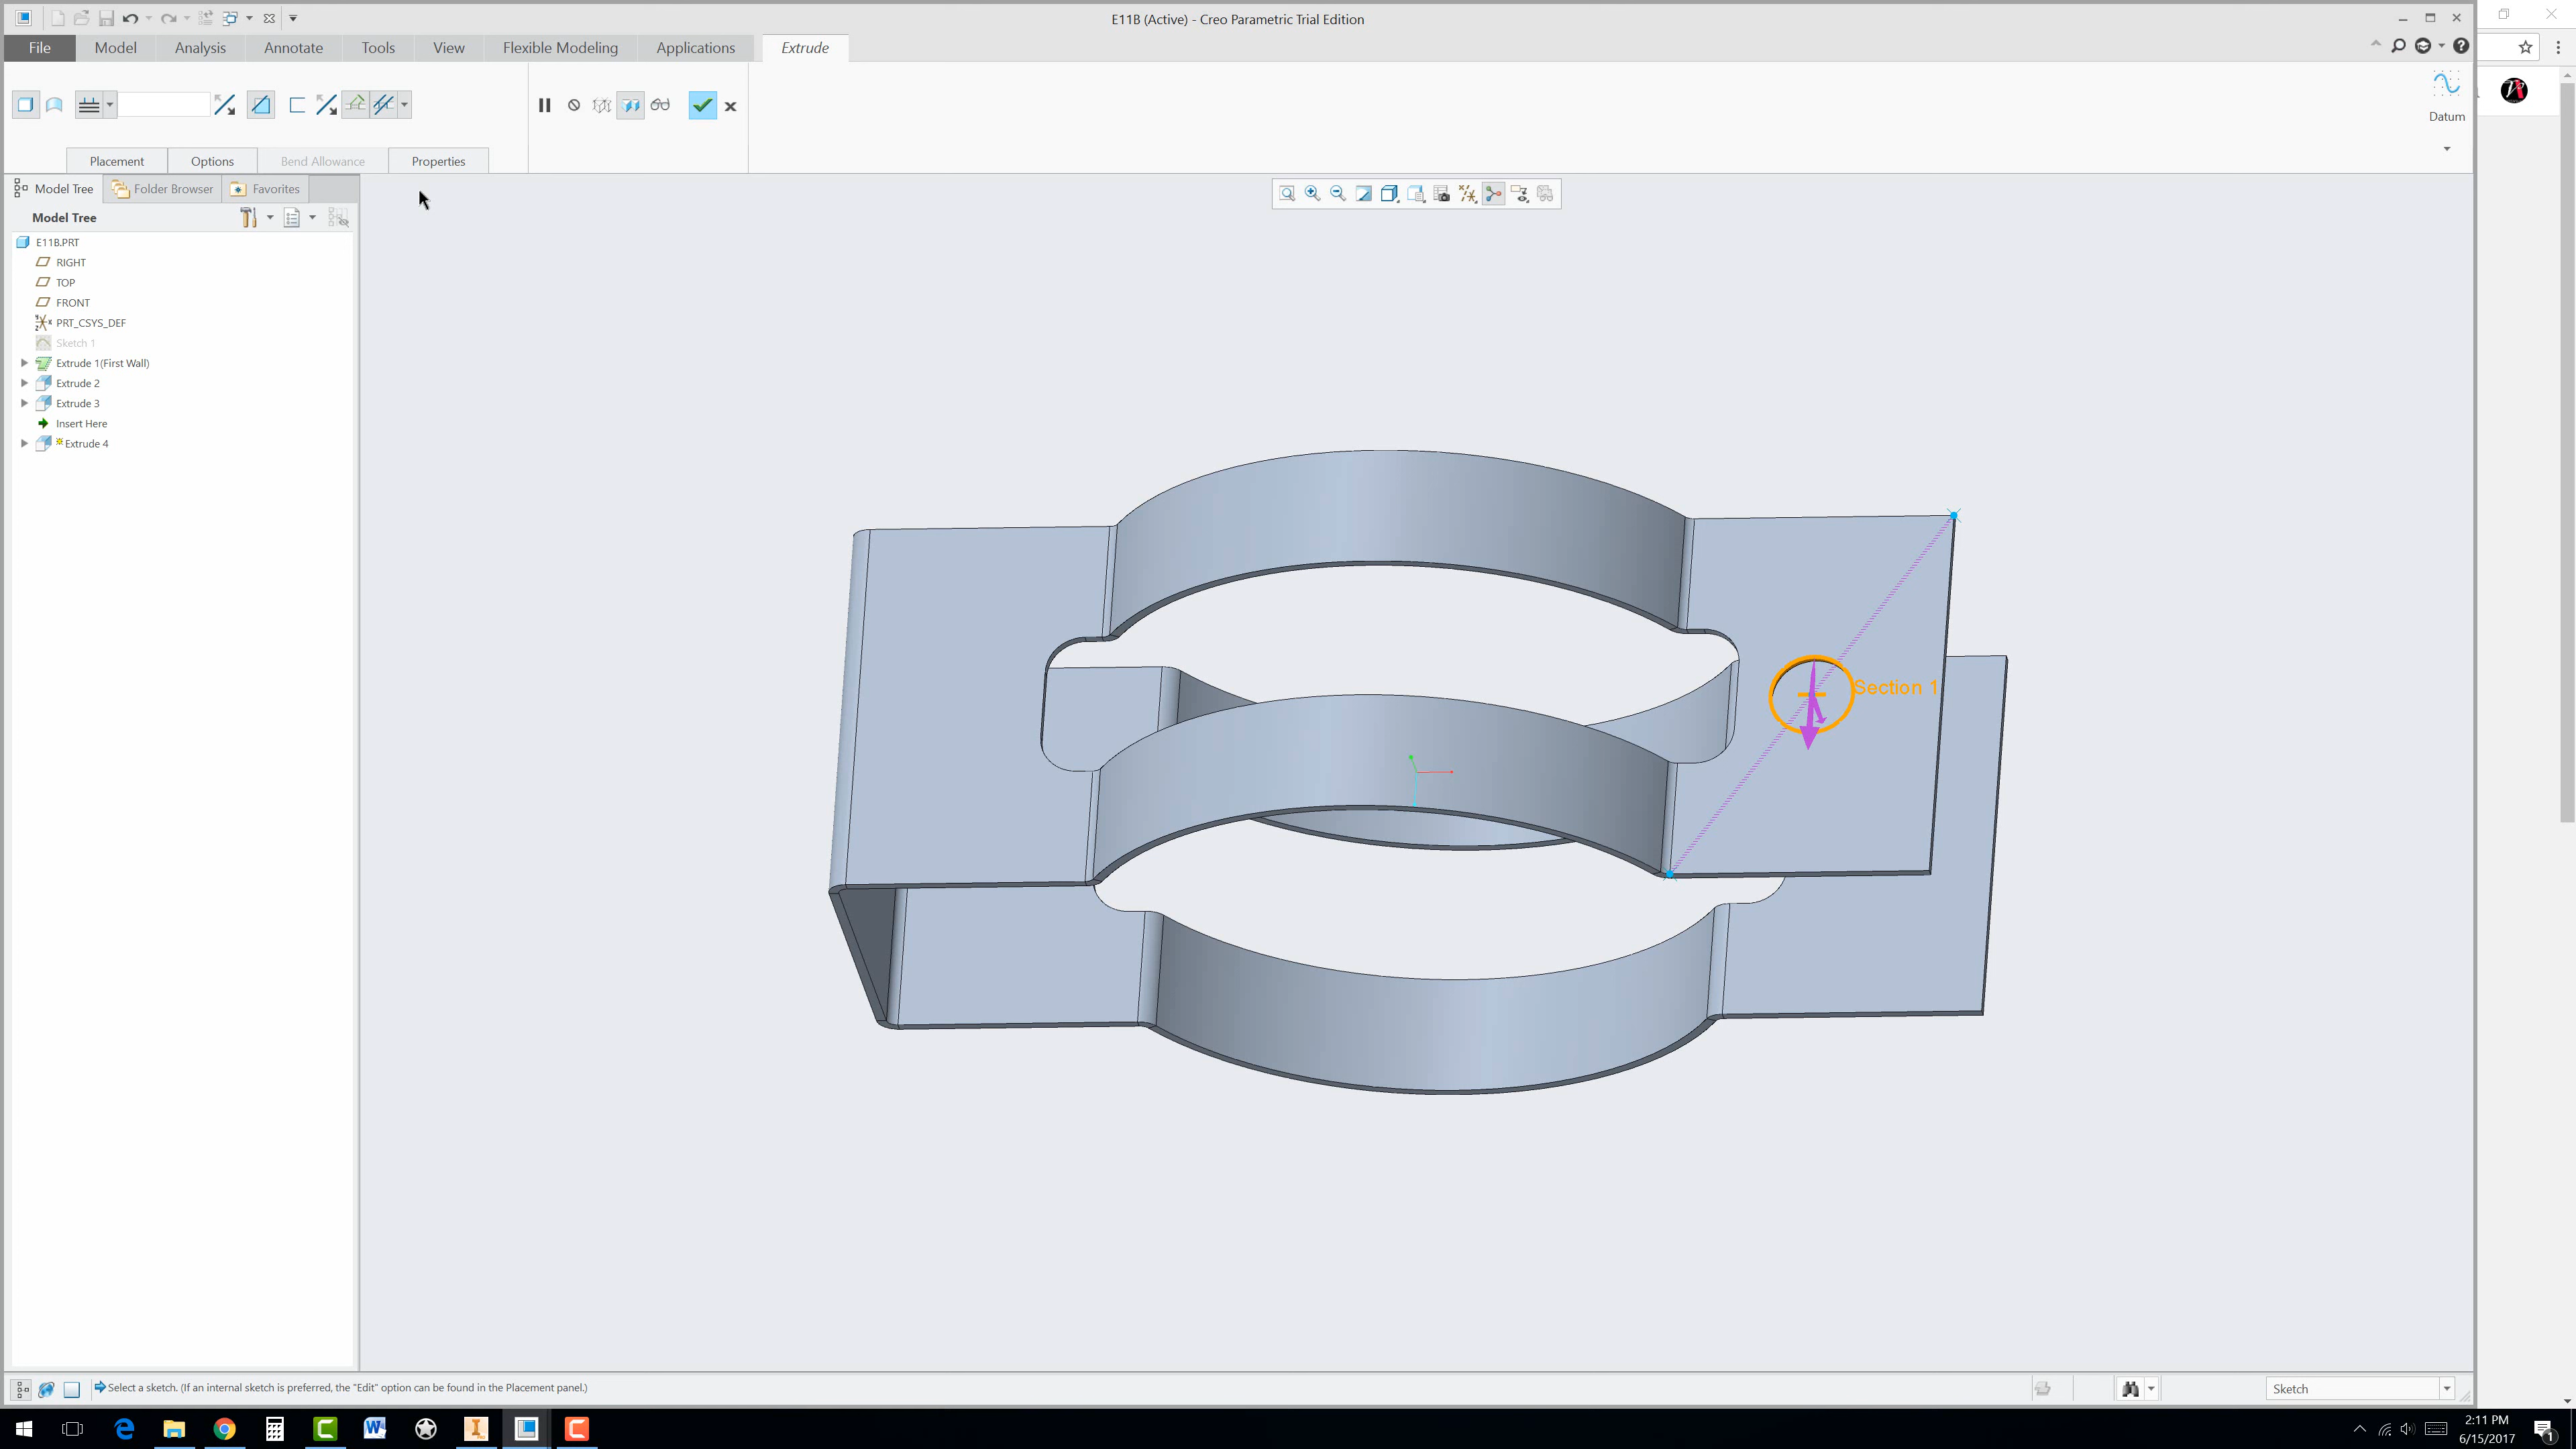 E11B (Active) - Creo Parametric Trial Edition
File Model Analysis Annotate Tools View Flexible Modeling Applications Extrude
Datum
Placement Options Bend Allowance Properties
Model Tree Folder Browser Favorites
Model Tree
E11B.PRT
RIGHT
TOP
FRONT
PRT_CSYS_DEF
Sketch 1
Extrude 1(First Wall)
Extrude 2
Extrude 3
Insert Here
Extrude 4
Section 1
Select a sketch. (If an internal sketch is preferred, the "Edit" option can be found in the Placement panel.)
Sketch
2:11 PM
6/15/2017
1